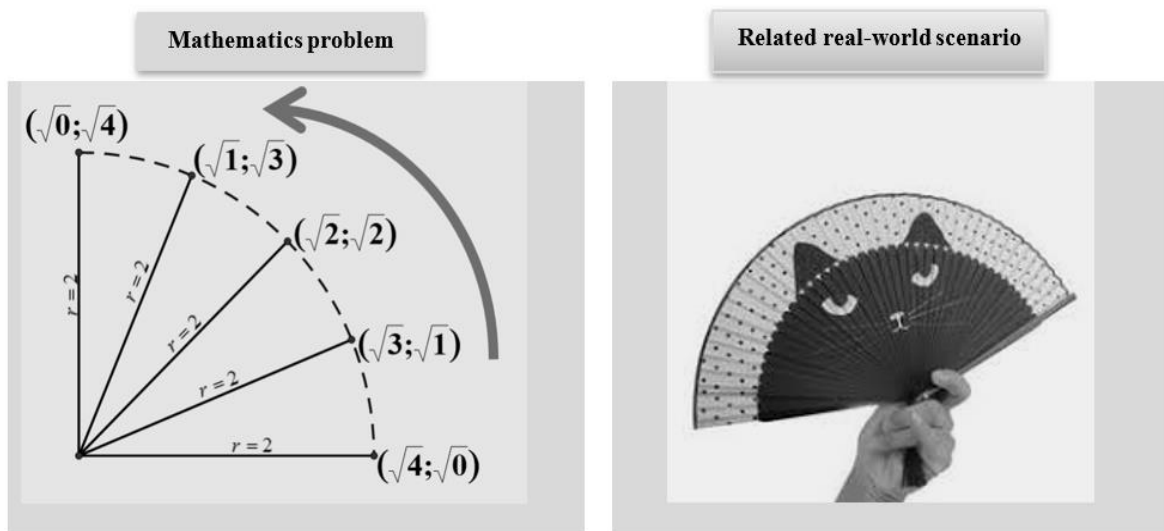 Mathematics problem
Related real-world scenario
(√0;√4)
(√1;√3)
(√2;√2)
(√3;√1)
(√4;√0)
r = 2
r = 2
r = 2
r = 2
r = 2